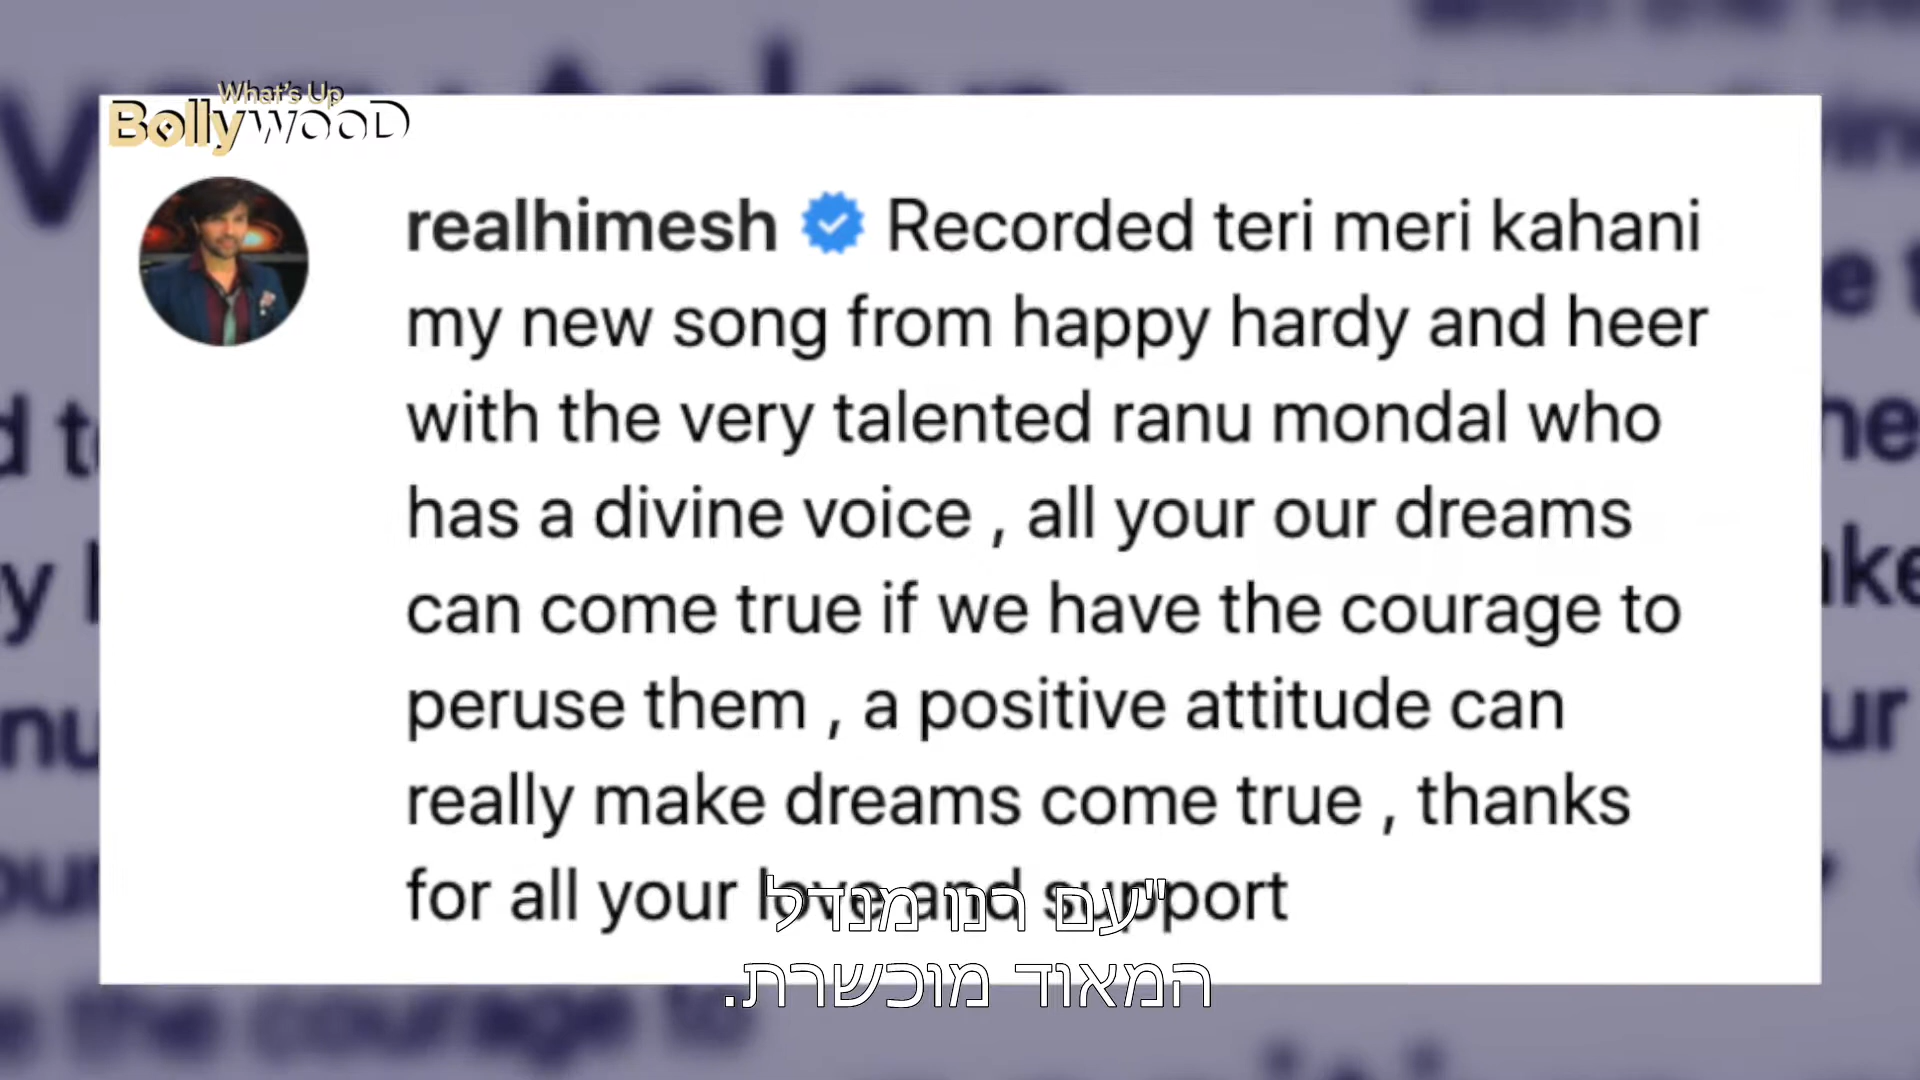 What's Up
Bollywood
realhimesh Recorded teri meri kahani
my new song from happy hardy and heer
with the very talented ranu mondal who
has a divine voice , all your our dreams
can come true if we have the courage to
peruse them , a positive attitude can
really make dreams come true , thanks
for all your love and support
"עם רנו מנדל
המאוד מוכשרת.